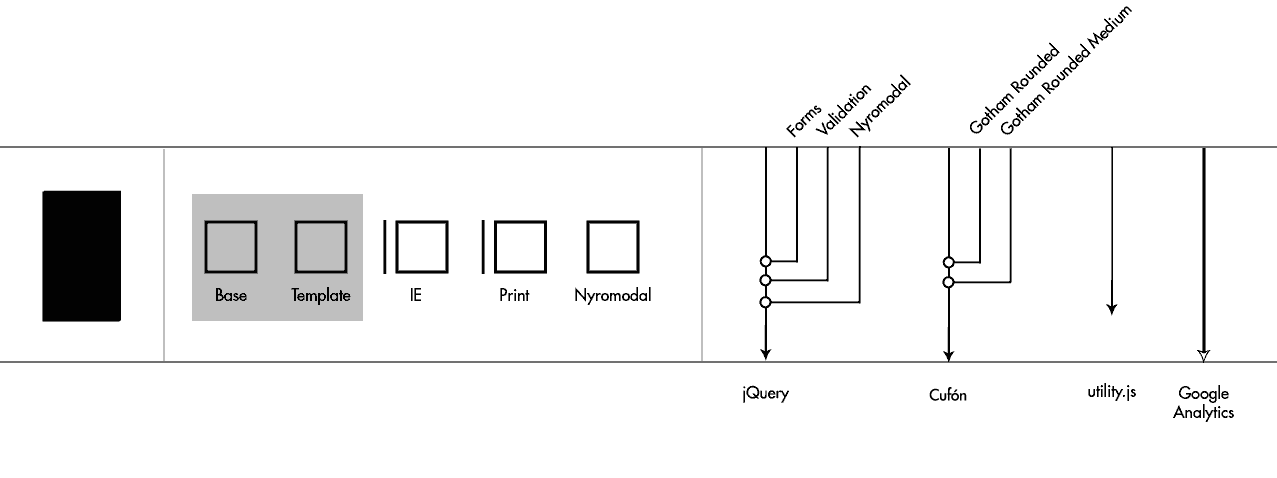 Forms
Validation
Nyromodal
Gotham Rounded
Gotham Rounded Medium
Base
Template
IE
Print
Nyromodal
jQuery
Cufón
utility.js
Google
Analytics